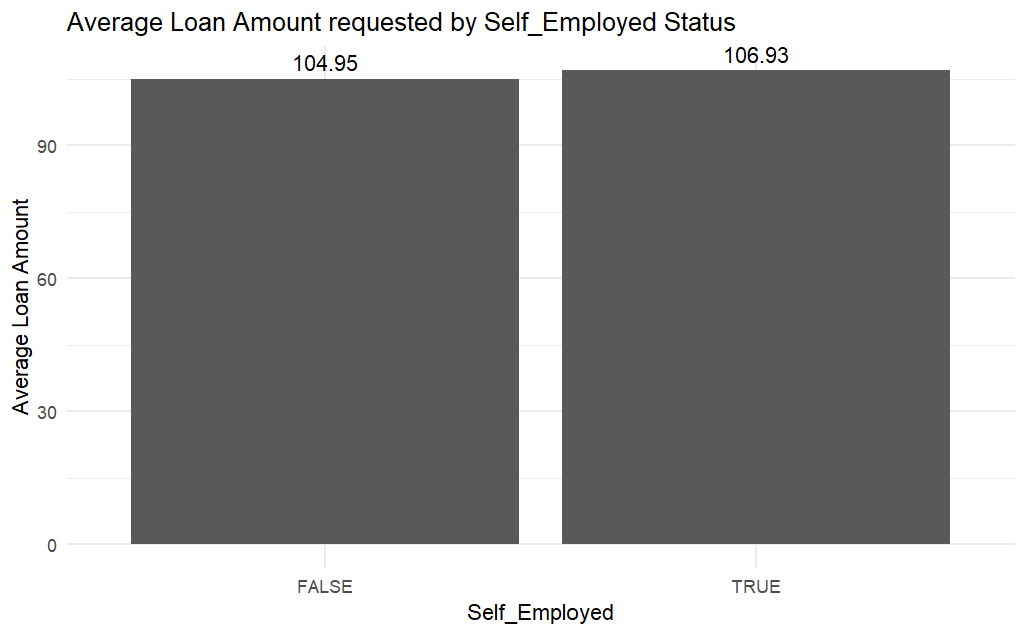 Average Loan Amount requested by Self_Employed Status
104.95
106.93
90
60
30
0
Average Loan Amount
FALSE
TRUE
Self_Employed